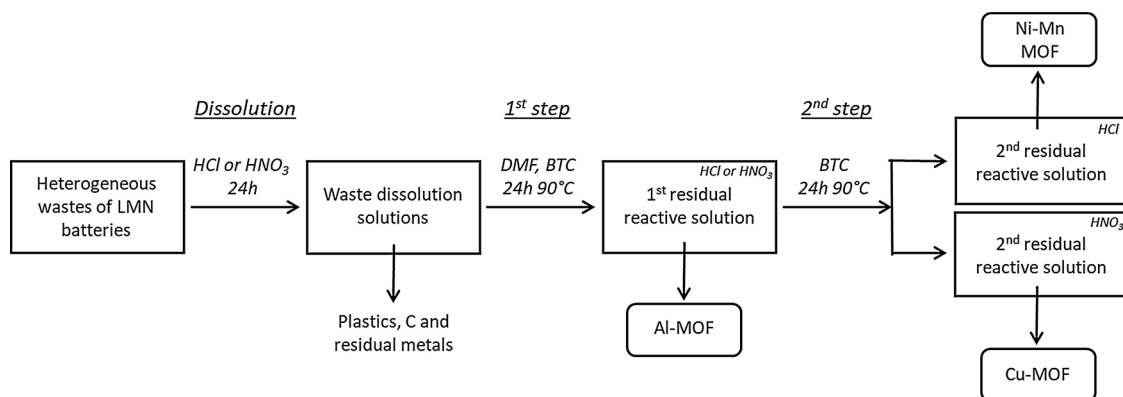 Dissolution
HCl or HNO₃
24h
Heterogeneous
wastes of LMN
batteries
Waste dissolution
solutions
Plastics, C and
residual metals
1st step
DMF, BTC
24h 90°C
HCl or HNO₃
1st residual
reactive solution
Al-MOF
2nd step
BTC
24h 90°C
Ni-Mn
MOF
HCl
2nd residual
reactive solution
HNO₃
2nd residual
reactive solution
Cu-MOF